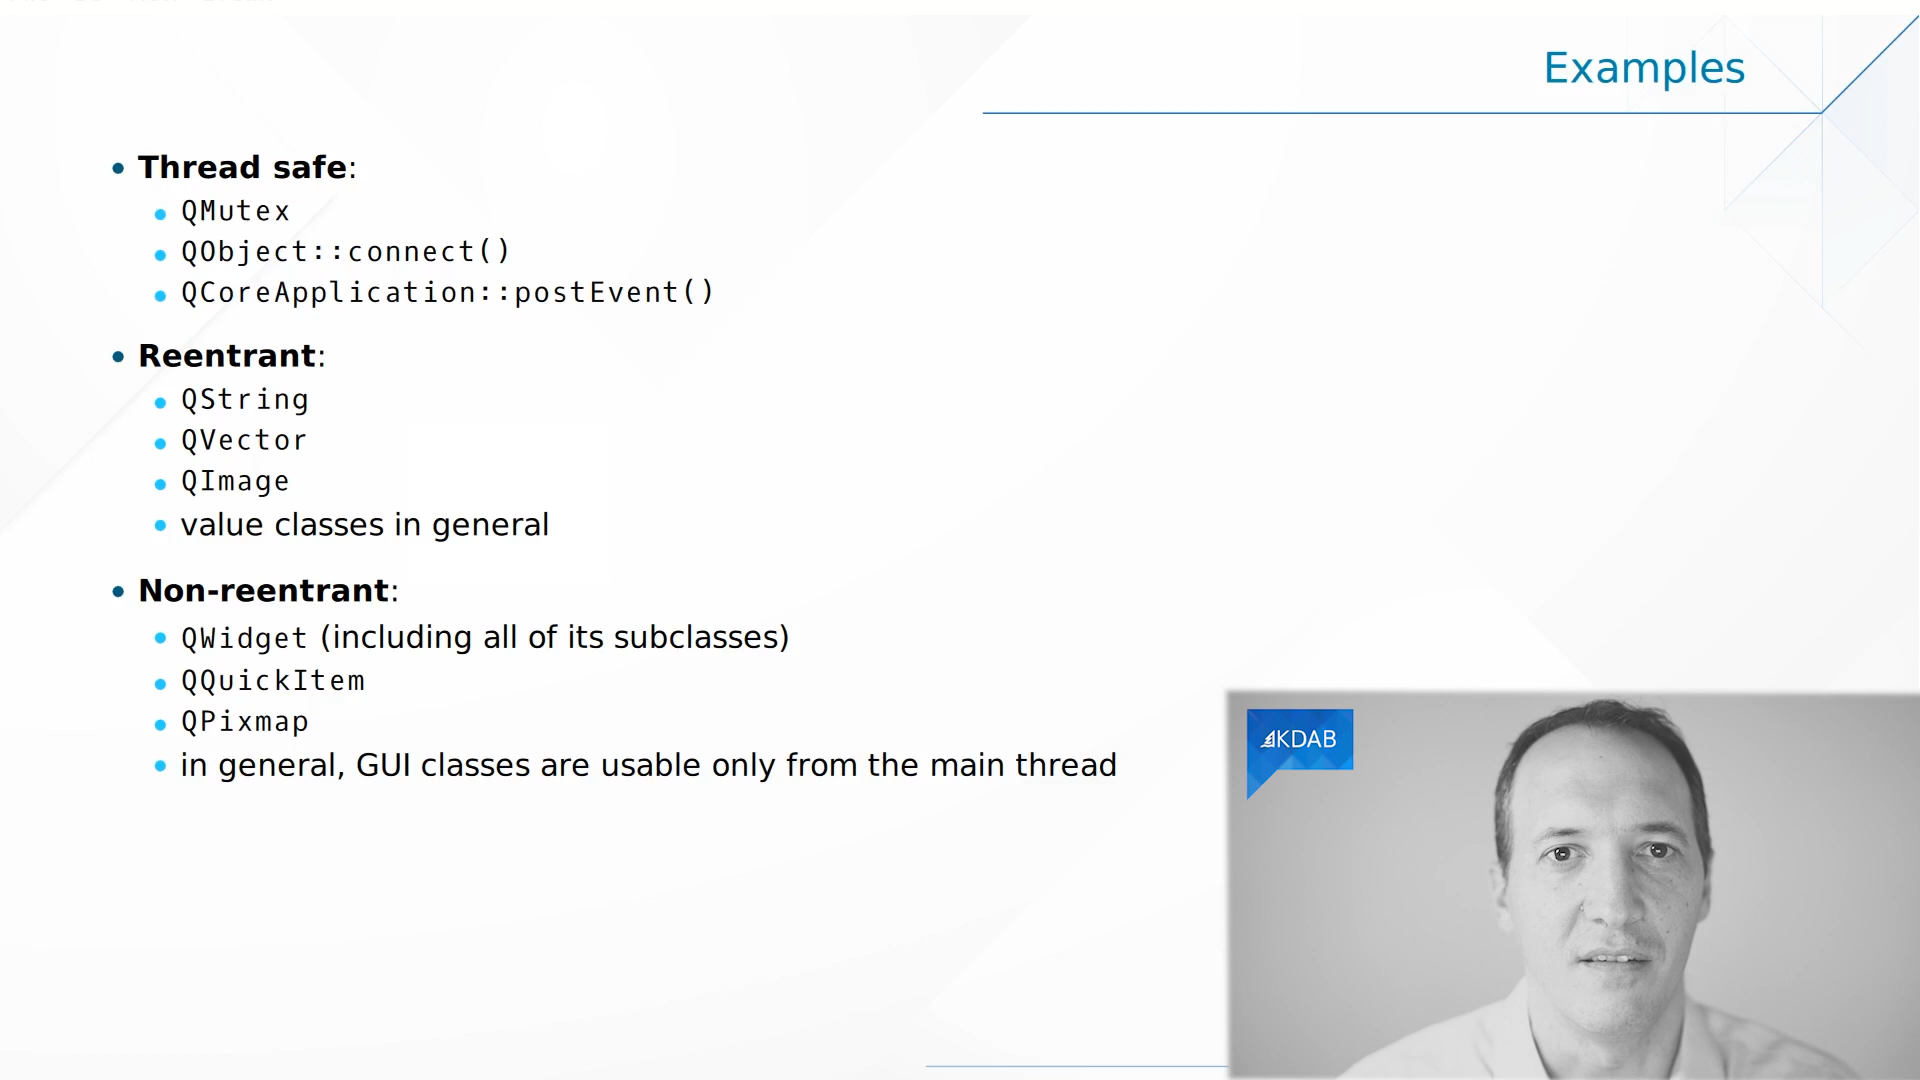 Examples
Thread safe:
QMutex
QObject::connect()
QCoreApplication::postEvent()
Reentrant:
QString
QVector
QImage
value classes in general
Non-reentrant:
QWidget (including all of its subclasses)
QQuickItem
QPixmap
in general, GUI classes are usable only from the main thread
KDAB